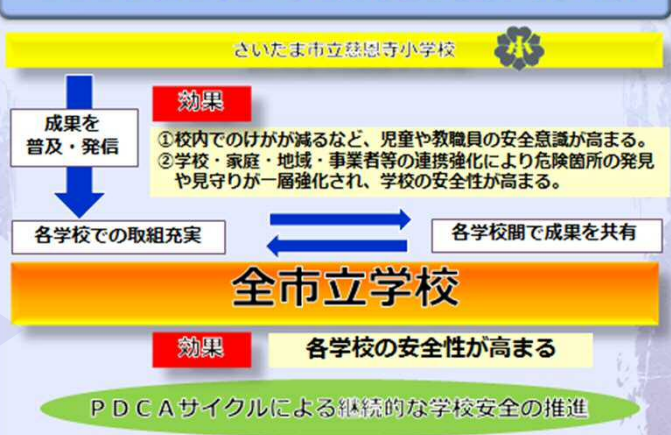 さいたま市立慈恩寺小学校
小
効果
成果を
普及・発信
①校内でのけがが減るなど、児童や教職員の安全意識が高まる。
②学校・家庭・地域・事業者等の連携強化により危険箇所の発見
や見守りが一層強化され、学校の安全性が高まる。
各学校での取組充実
各学校間で成果を共有
全市立学校
効果
各学校の安全性が高まる
PDCAサイクルによる継続的な学校安全の推進